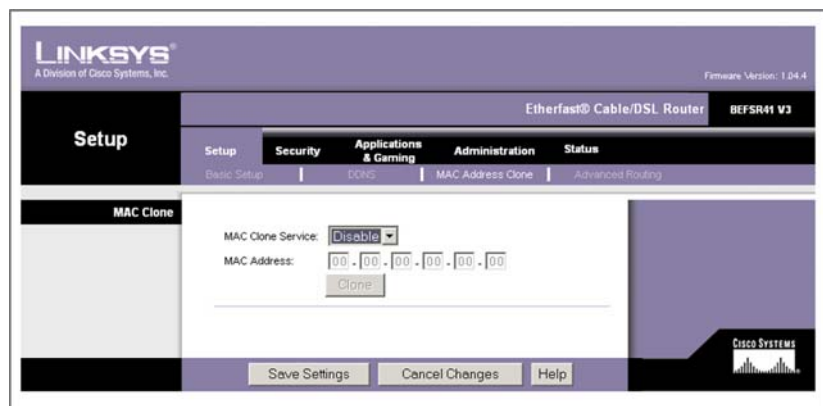 LINKSYS®
A Division of Cisco Systems, Inc.
Firmware Version: 1.04.4
Etherfast® Cable/DSL Router
BEFSR41 V3
Setup
Setup
Security
Applications
& Gaming
Administration
Status
Basic Setup
DDNS
MAC Address Clone
Advanced Routing
MAC Clone
MAC Clone Service: Disable
MAC Address: 00 - 00 - 00 - 00 - 00 - 00
Clone
CISCO SYSTEMS
Save Settings
Cancel Changes
Help